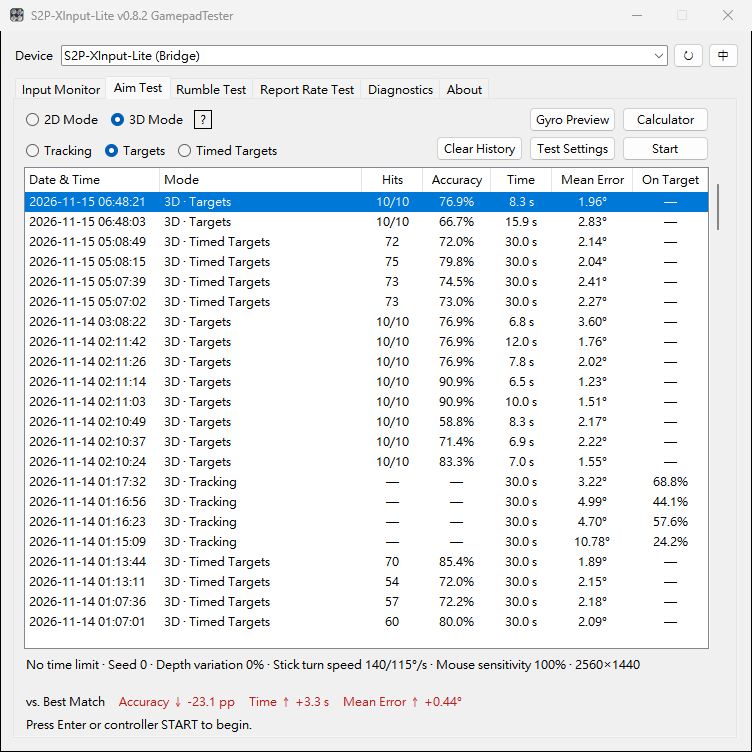 S2P-XInput-Lite v0.8.2 GamepadTester
Device S2P-XInput-Lite (Bridge) 中
Input Monitor Aim Test Rumble Test Report Rate Test Diagnostics About
2D Mode 3D Mode ? Gyro Preview Calculator
Tracking Targets Timed Targets Clear History Test Settings Start
Date & Time Mode Hits Accuracy Time Mean Error On Target
2026-11-15 06:48:21 3D · Targets 10/10 76.9% 8.3 s 1.96° —
2026-11-15 06:48:03 3D · Targets 10/10 66.7% 15.9 s 2.83° —
2026-11-15 05:08:49 3D · Timed Targets 72 72.0% 30.0 s 2.14° —
2026-11-15 05:08:15 3D · Timed Targets 75 79.8% 30.0 s 2.04° —
2026-11-15 05:07:39 3D · Timed Targets 73 74.5% 30.0 s 2.41° —
2026-11-15 05:07:02 3D · Timed Targets 73 73.0% 30.0 s 2.27° —
2026-11-14 03:08:22 3D · Targets 10/10 76.9% 6.8 s 3.60° —
2026-11-14 02:11:42 3D · Targets 10/10 76.9% 12.0 s 1.76° —
2026-11-14 02:11:26 3D · Targets 10/10 76.9% 7.8 s 2.02° —
2026-11-14 02:11:14 3D · Targets 10/10 90.9% 6.5 s 1.23° —
2026-11-14 02:11:03 3D · Targets 10/10 90.9% 10.0 s 1.51° —
2026-11-14 02:10:49 3D · Targets 10/10 58.8% 8.3 s 2.17° —
2026-11-14 02:10:37 3D · Targets 10/10 71.4% 6.9 s 2.22° —
2026-11-14 02:10:24 3D · Targets 10/10 83.3% 7.0 s 1.55° —
2026-11-14 01:17:32 3D · Tracking — — 30.0 s 3.22° 68.8%
2026-11-14 01:16:56 3D · Tracking — — 30.0 s 4.99° 44.1%
2026-11-14 01:16:23 3D · Tracking — — 30.0 s 4.70° 57.6%
2026-11-14 01:15:09 3D · Tracking — — 30.0 s 10.78° 24.2%
2026-11-14 01:13:44 3D · Timed Targets 70 85.4% 30.0 s 1.89° —
2026-11-14 01:13:11 3D · Timed Targets 54 72.0% 30.0 s 2.15° —
2026-11-14 01:07:36 3D · Timed Targets 57 72.2% 30.0 s 2.18° —
2026-11-14 01:07:01 3D · Timed Targets 60 80.0% 30.0 s 2.09° —
No time limit · Seed 0 · Depth variation 0% · Stick turn speed 140/115°/s · Mouse sensitivity 100% · 2560×1440
vs. Best Match Accuracy ↓ -23.1 pp Time ↑ +3.3 s Mean Error ↑ +0.44°
Press Enter or controller START to begin.